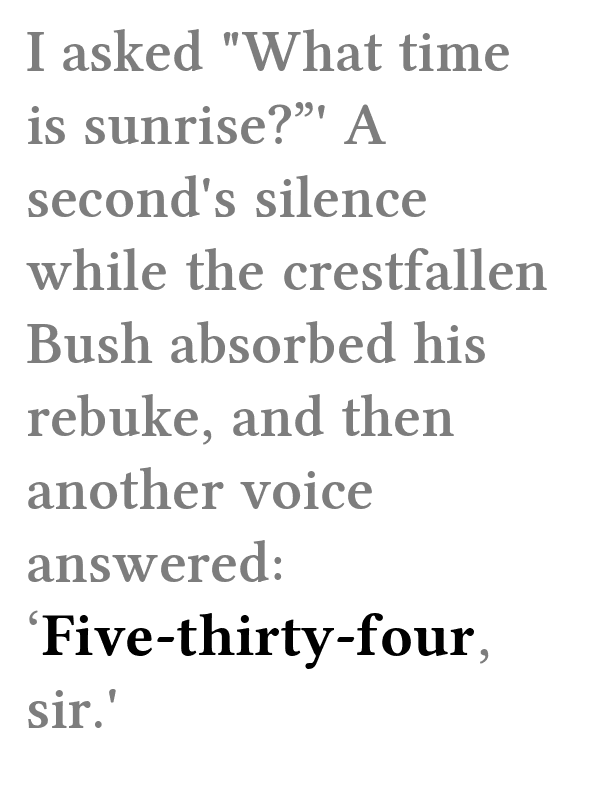 I asked "What time
is sunrise?”' A
second's silence
while the crestfallen
Bush absorbed his
rebuke, and then
another voice
answered:
‘Five-thirty-four,
sir.'